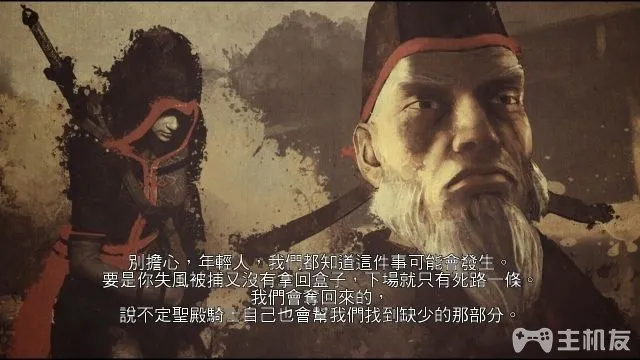 別擔心，年輕人，我們都知道這件事可能會發生。
要是你失風被捕又沒有拿回盒子，下場就只有死路一條。
我們會奪回來的，
說不定聖殿騎士自己也會幫我們找到缺少的那部分。
主机友